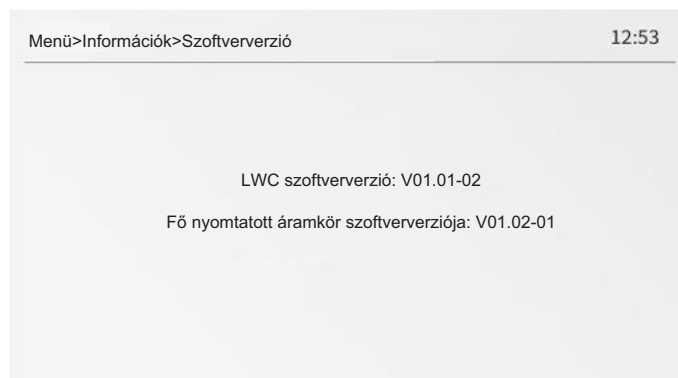 Menü>Információk>Szoftververzió
12:53
LWC szoftververzió: V01.01-02
Fő nyomtatott áramkör szoftververziója: V01.02-01